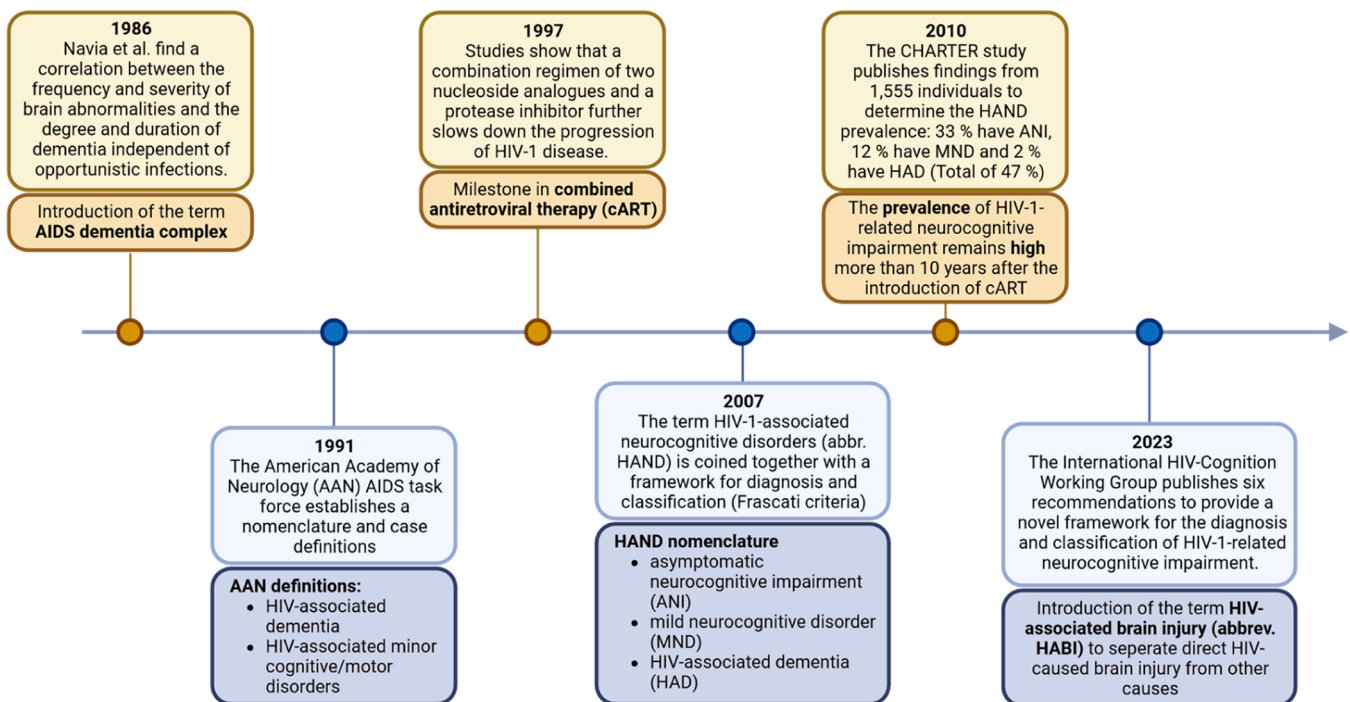 1986
Navia et al. find a
correlation between the
frequency and severity of
brain abnormalities and the
degree and duration of
dementia independent of
opportunistic infections.
Introduction of the term
AIDS dementia complex
1997
Studies show that a
combination regimen of two
nucleoside analogues and a
protease inhibitor further
slows down the progression
of HIV-1 disease.
Milestone in combined
antiretroviral therapy (cART)
2010
The CHARTER study
publishes findings from
1,555 individuals to
determine the HAND
prevalence: 33 % have ANI,
12 % have MND and 2 %
have HAD (Total of 47 %)
The prevalence of HIV-1-
related neurocognitive
impairment remains high
more than 10 years after the
introduction of cART
1991
The American Academy of
Neurology (AAN) AIDS task
force establishes a
nomenclature and case
definitions
AAN definitions:
• HIV-associated
dementia
• HIV-associated minor
cognitive/motor
disorders
2007
The term HIV-1-associated
neurocognitive disorders (abbr.
HAND) is coined together with a
framework for diagnosis and
classification (Frascati criteria)
HAND nomenclature
• asymptomatic
neurocognitive impairment
(ANI)
• mild neurocognitive disorder
(MND)
• HIV-associated dementia
(HAD)
2023
The International HIV-Cognition
Working Group publishes six
recommendations to provide a
novel framework for the diagnosis
and classification of HIV-1-related
neurocognitive impairment.
Introduction of the term HIV-
associated brain injury (abbrev.
HABI) to seperate direct HIV-
caused brain injury from other
causes